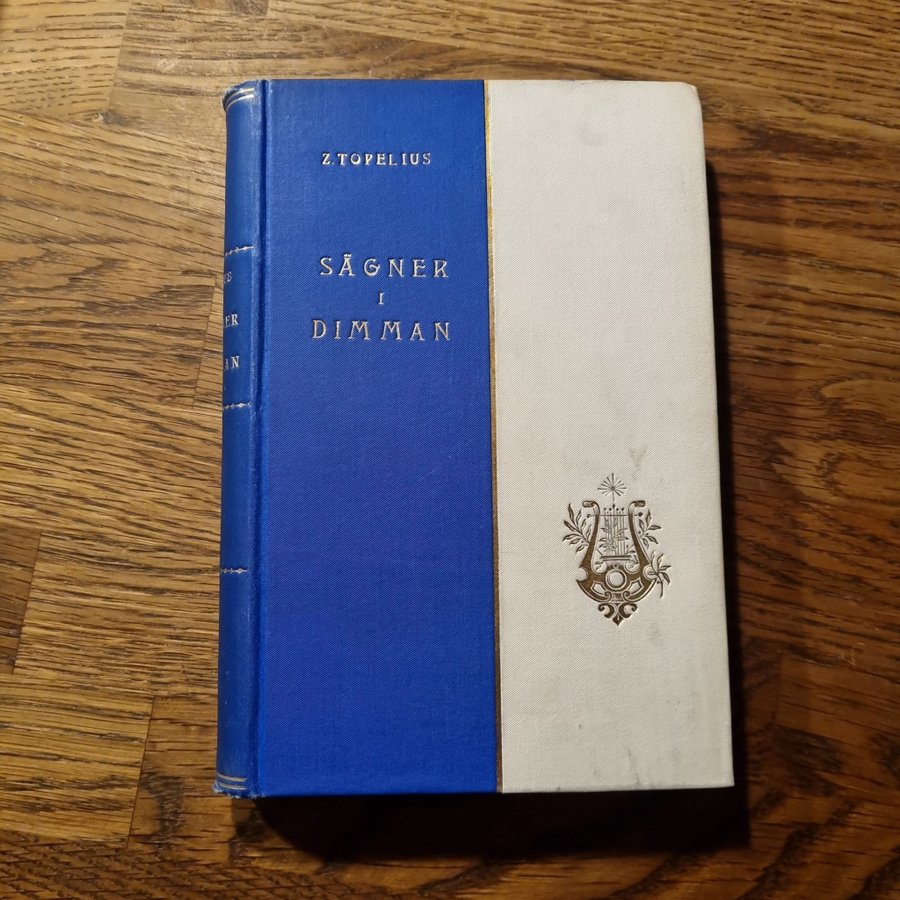 Z. TOPELIUS
SÄGNER
I
DIMMAN